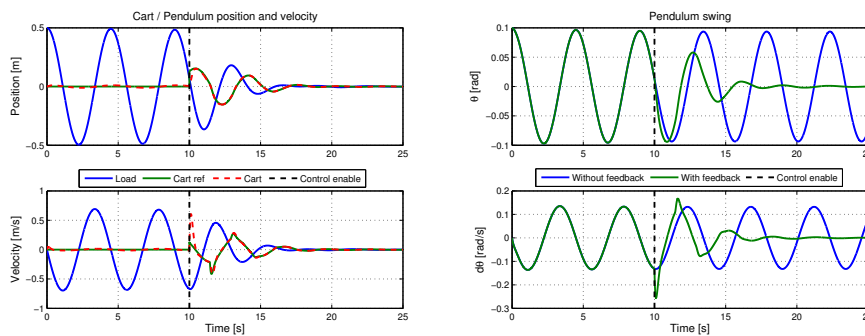 Cart / Pendulum position and velocity
Position [m]
0.5
0
−0.5
0 5 10 15 20 25
Load Cart ref Cart Control enable
Velocity [m/s]
1
0.5
0
−0.5
−1
0 5 10 15 20 25
Time [s]
Pendulum swing
θ [rad]
0.1
0.05
0
−0.05
−0.1
0 5 10 15 20 25
Without feedback With feedback Control enable
dθ [rad/s]
0.2
0.1
0
−0.1
−0.2
−0.3
0 5 10 15 20 25
Time [s]